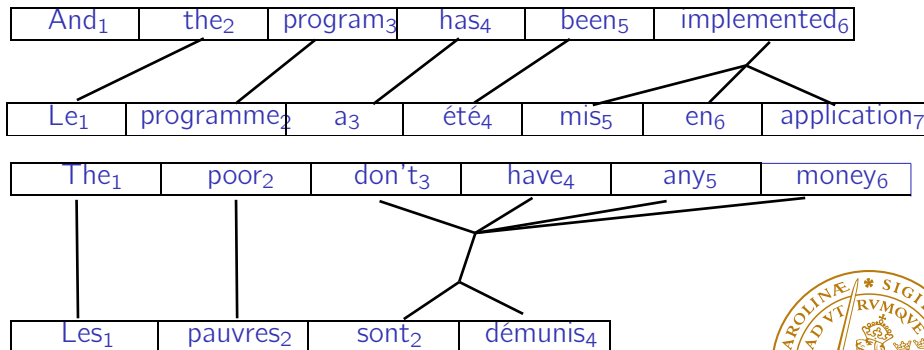 And1 the2 program3 has4 been5 implemented6
Le1 programme2 a3 été4 mis5 en6 application7
The1 poor2 don't3 have4 any5 money6
Les1 pauvres2 sont2 démunis4